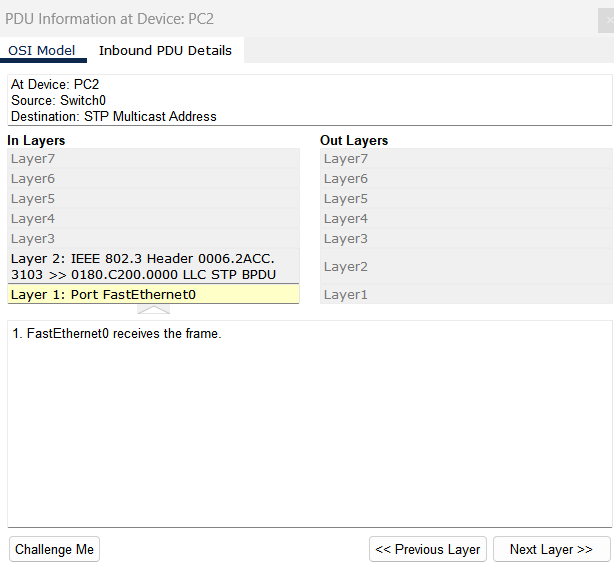 PDU Information at Device: PC2
OSI Model
Inbound PDU Details
At Device: PC2
Source: Switch0
Destination: STP Multicast Address
In Layers
Layer7
Layer6
Layer5
Layer4
Layer3
Layer 2: IEEE 802.3 Header 0006.2ACC.
3103 >> 0180.C200.0000 LLC STP BPDU
Layer 1: Port FastEthernet0
Out Layers
Layer7
Layer6
Layer5
Layer4
Layer3
Layer2
Layer1
1. FastEthernet0 receives the frame.
Challenge Me
<< Previous Layer
Next Layer >>